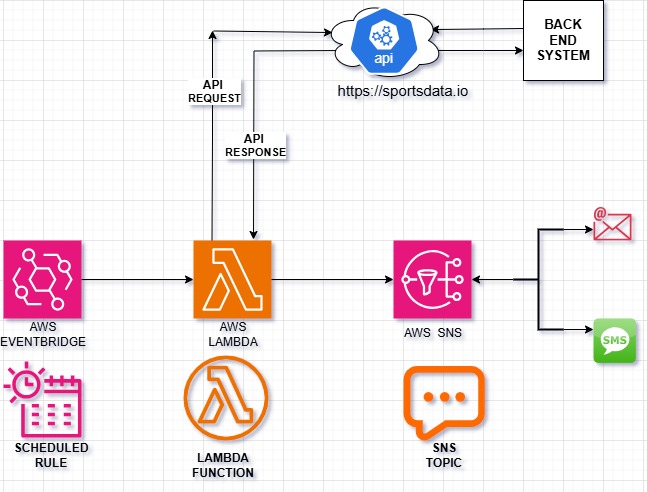 BACK
END
SYSTEM
api
https://sportsdata.io
API
REQUEST
API
RESPONSE
AWS
EVENTBRIDGE
AWS
LAMBDA
AWS SNS
@
SMS
SCHEDULED
RULE
LAMBDA
FUNCTION
SNS
TOPIC